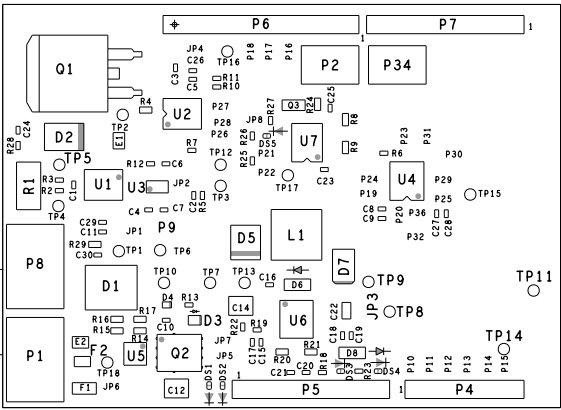 P6 P7 1
1
JP4 P18 P17 P16
C26 TP16
Q1 C3 C5 R11 P2 P34
R10
R4 Q3 R24 C25
U2 P27
TP2 JP8 R27 R8
C24 P28 P23 P31
R28 D2 E1 P26 R26 DS5 U7
TP5 R7 P21 R9 R6 P30
R12 C6 TP12 R25
R3 P22 C23 P24 U4 P29
R1 R2 C1 U1 U3 JP2 TP17
TP3 P19 TP15
TP4 C2 R5 P25
C4 C7 C8 P20 P36
C29 P9 C9 C27 C28
C11 JP1 P32
R29 D5 L1
P8 C30 TP1 TP6
D7
D1 TP10 TP7 TP13 C16 D6 TP9 TP11
D4 R13 C14 JP3
R16 R17 C22 TP8
R15 C10 D3 R22 R19 U6
R14 C18 C19 TP14
P1 E2 F2 U5 Q2 JP7 C17 C15 R20 R21 D8
TP18 JP5 P10 P11 P12 P13 P14 P15
C21 C20 R18 DS3 R23 DS4
F1 JP6 C12 DS1 DS2
1 P5 1 P4